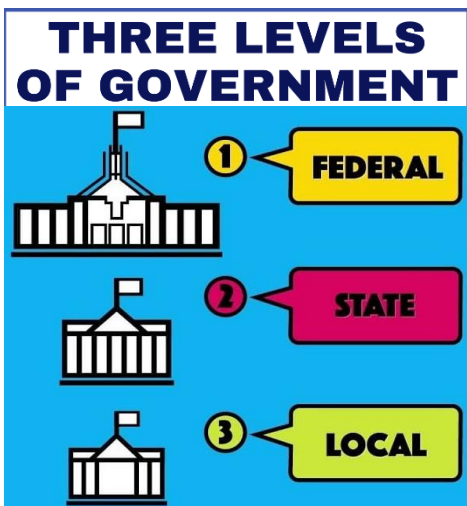 THREE LEVELS
OF GOVERNMENT
1 FEDERAL
2 STATE
3 LOCAL